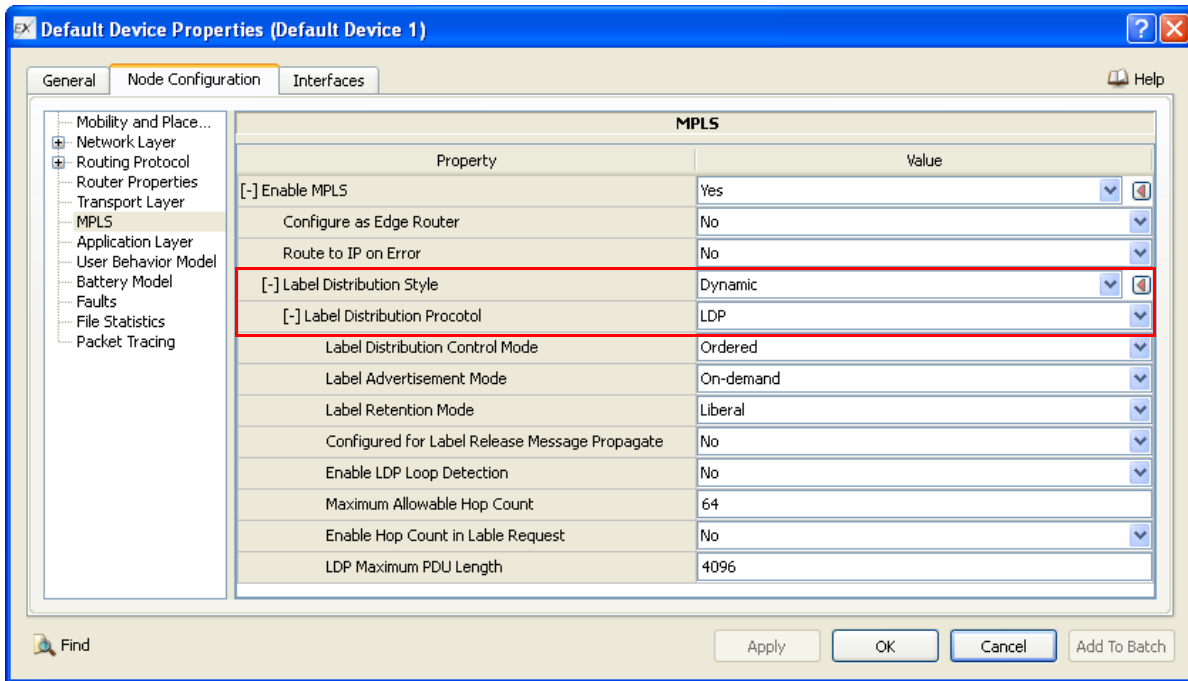 EX Default Device Properties (Default Device 1)
General Node Configuration Interfaces Help
Mobility and Place...
Network Layer
Routing Protocol
Router Properties
Transport Layer
MPLS
Application Layer
User Behavior Model
Battery Model
Faults
File Statistics
Packet Tracing
MPLS
Property Value
[-] Enable MPLS Yes
Configure as Edge Router No
Route to IP on Error No
[-] Label Distribution Style Dynamic
[-] Label Distribution Procotol LDP
Label Distribution Control Mode Ordered
Label Advertisement Mode On-demand
Label Retention Mode Liberal
Configured for Label Release Message Propagate No
Enable LDP Loop Detection No
Maximum Allowable Hop Count 64
Enable Hop Count in Lable Request No
LDP Maximum PDU Length 4096
Find Apply OK Cancel Add To Batch